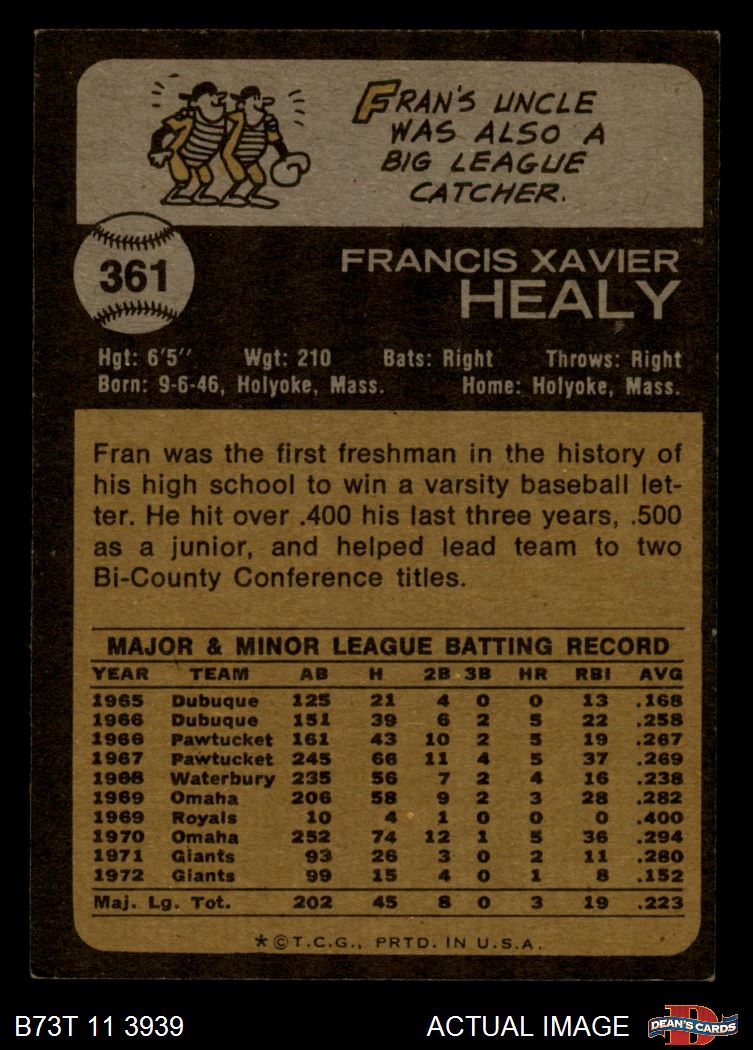 FRAN'S UNCLE
WAS ALSO A
BIG LEAGUE
CATCHER.
361
FRANCIS XAVIER
HEALY
Hgt: 6'5" Wgt: 210 Bats: Right Throws: Right
Born: 9-6-46, Holyoke, Mass. Home: Holyoke, Mass.
Fran was the first freshman in the history of
his high school to win a varsity baseball let-
ter. He hit over .400 his last three years, .500
as a junior, and helped lead team to two
Bi-County Conference titles.
MAJOR & MINOR LEAGUE BATTING RECORD
YEAR TEAM AB H 2B 3B HR RBI AVG
1965 Dubuque 125 21 4 0 0 13 .168
1966 Dubuque 151 39 6 2 5 22 .258
1966 Pawtucket 161 43 10 2 5 19 .267
1967 Pawtucket 245 66 11 4 5 37 .269
1968 Waterbury 235 56 7 2 4 16 .238
1969 Omaha 206 58 9 2 3 28 .282
1969 Royals 10 4 1 0 0 0 .400
1970 Omaha 252 74 12 1 5 36 .294
1971 Giants 93 26 3 0 2 11 .280
1972 Giants 99 15 4 0 1 8 .152
Maj. Lg. Tot. 202 45 8 0 3 19 .223
*©T.C.G., PRTD. IN U.S.A.
B73T 11 3939 ACTUAL IMAGE
D
DEAN'S CARDS